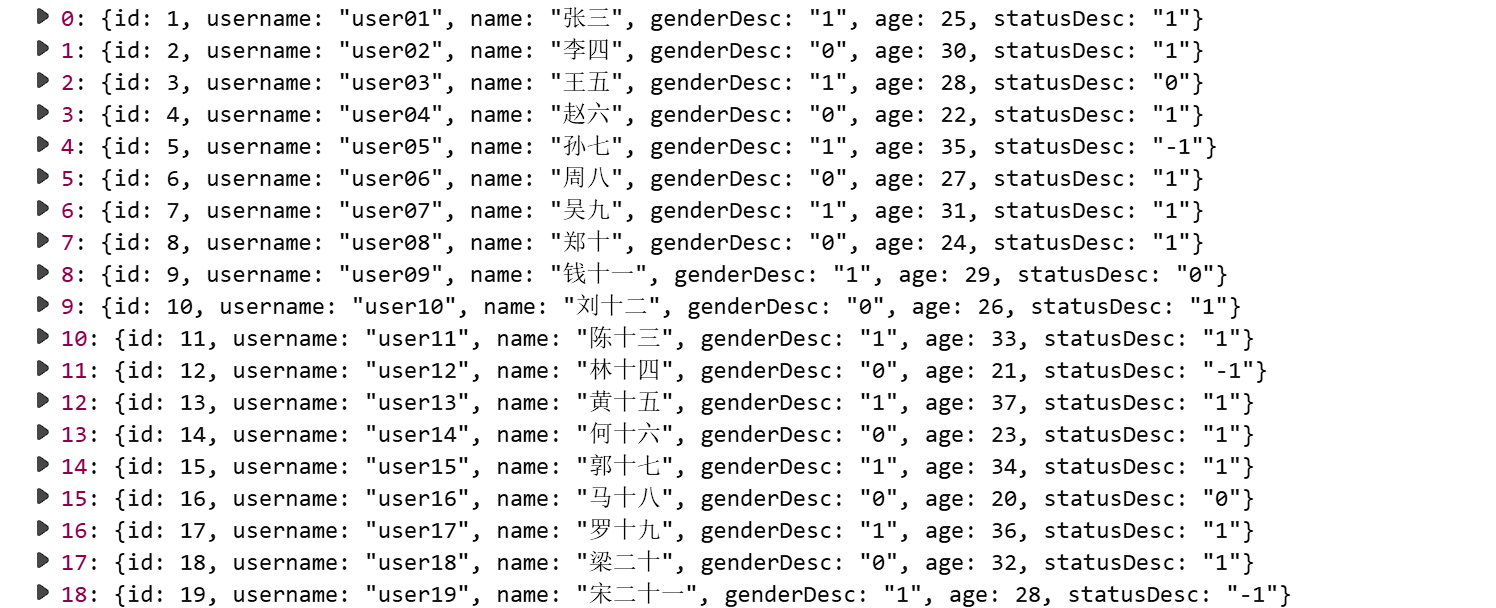 0: {id: 1, username: "user01", name: "张三", genderDesc: "1", age: 25, statusDesc: "1"}
1: {id: 2, username: "user02", name: "李四", genderDesc: "0", age: 30, statusDesc: "1"}
2: {id: 3, username: "user03", name: "王五", genderDesc: "1", age: 28, statusDesc: "0"}
3: {id: 4, username: "user04", name: "赵六", genderDesc: "0", age: 22, statusDesc: "1"}
4: {id: 5, username: "user05", name: "孙七", genderDesc: "1", age: 35, statusDesc: "-1"}
5: {id: 6, username: "user06", name: "周八", genderDesc: "0", age: 27, statusDesc: "1"}
6: {id: 7, username: "user07", name: "吴九", genderDesc: "1", age: 31, statusDesc: "1"}
7: {id: 8, username: "user08", name: "郑十", genderDesc: "0", age: 24, statusDesc: "1"}
8: {id: 9, username: "user09", name: "钱十一", genderDesc: "1", age: 29, statusDesc: "0"}
9: {id: 10, username: "user10", name: "刘十二", genderDesc: "0", age: 26, statusDesc: "1"}
10: {id: 11, username: "user11", name: "陈十三", genderDesc: "1", age: 33, statusDesc: "1"}
11: {id: 12, username: "user12", name: "林十四", genderDesc: "0", age: 21, statusDesc: "-1"}
12: {id: 13, username: "user13", name: "黄十五", genderDesc: "1", age: 37, statusDesc: "1"}
13: {id: 14, username: "user14", name: "何十六", genderDesc: "0", age: 23, statusDesc: "1"}
14: {id: 15, username: "user15", name: "郭十七", genderDesc: "1", age: 34, statusDesc: "1"}
15: {id: 16, username: "user16", name: "马十八", genderDesc: "0", age: 20, statusDesc: "0"}
16: {id: 17, username: "user17", name: "罗十九", genderDesc: "1", age: 36, statusDesc: "1"}
17: {id: 18, username: "user18", name: "梁二十", genderDesc: "0", age: 32, statusDesc: "1"}
18: {id: 19, username: "user19", name: "宋二十一", genderDesc: "1", age: 28, statusDesc: "-1"}